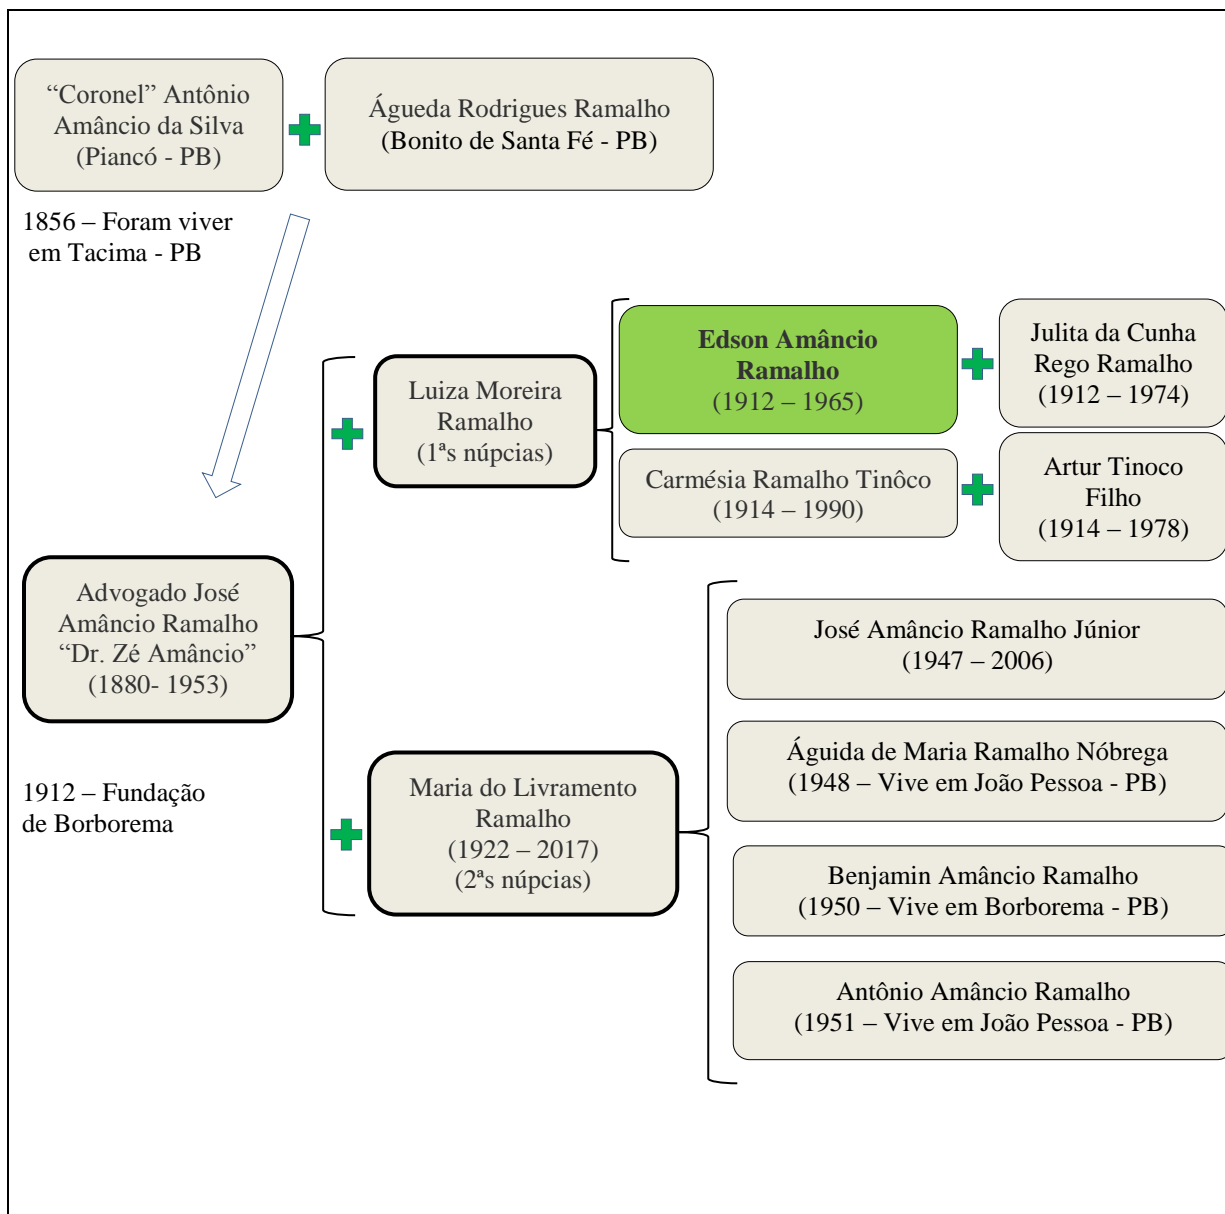 “Coronel” Antônio
Amâncio da Silva
(Piancó - PB)
Águeda Rodrigues Ramalho
(Bonito de Santa Fé - PB)
1856 – Foram viver
em Tacima - PB
Edson Amâncio
Ramalho
(1912 – 1965)
Julita da Cunha
Rego Ramalho
(1912 – 1974)
Luiza Moreira
Ramalho
(1ªs núpcias)
Carmésia Ramalho Tinôco
(1914 – 1990)
Artur Tinoco
Filho
(1914 – 1978)
Advogado José
Amâncio Ramalho
“Dr. Zé Amâncio”
(1880- 1953)
José Amâncio Ramalho Júnior
(1947 – 2006)
Águida de Maria Ramalho Nóbrega
(1948 – Vive em João Pessoa - PB)
1912 – Fundação
de Borborema
Maria do Livramento
Ramalho
(1922 – 2017)
(2ªs núpcias)
Benjamin Amâncio Ramalho
(1950 – Vive em Borborema - PB)
Antônio Amâncio Ramalho
(1951 – Vive em João Pessoa - PB)